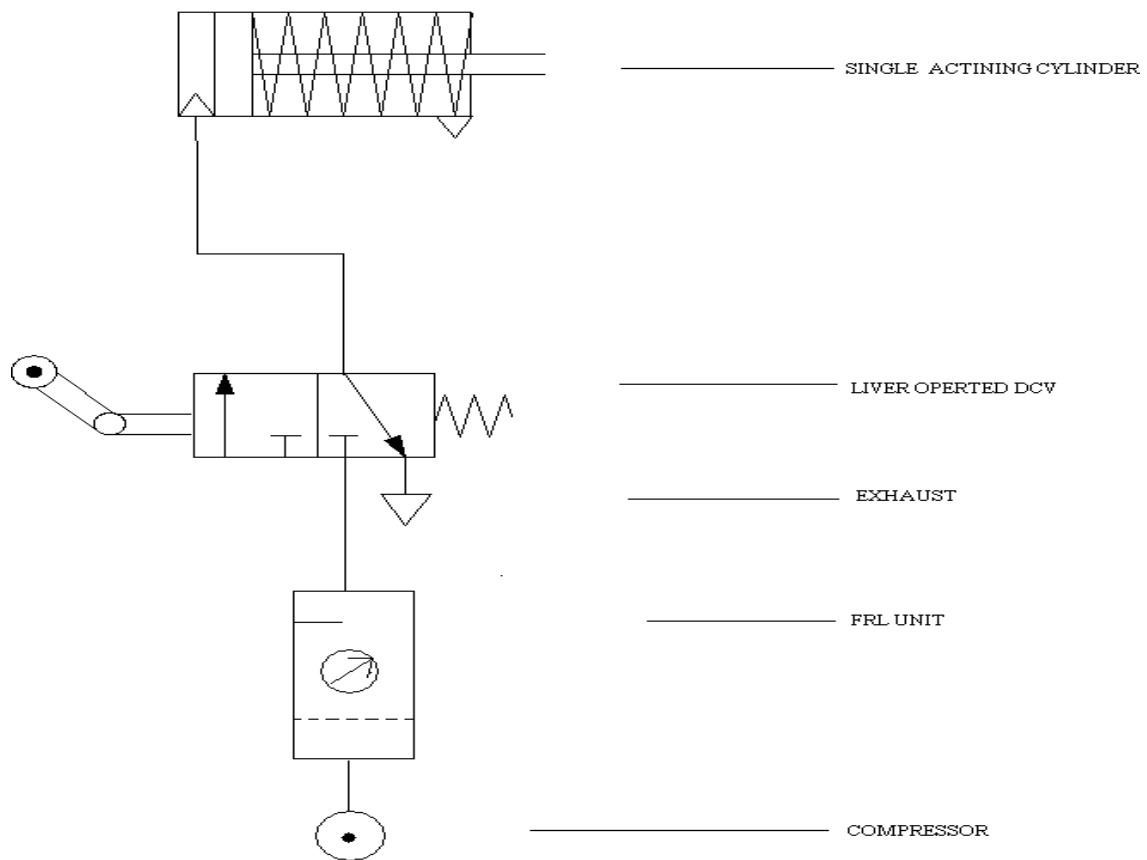 SINGLE ACTINING CYLINDER
LIVER OPERTED DCV
EXHAUST
FRL UNIT
COMPRESSOR